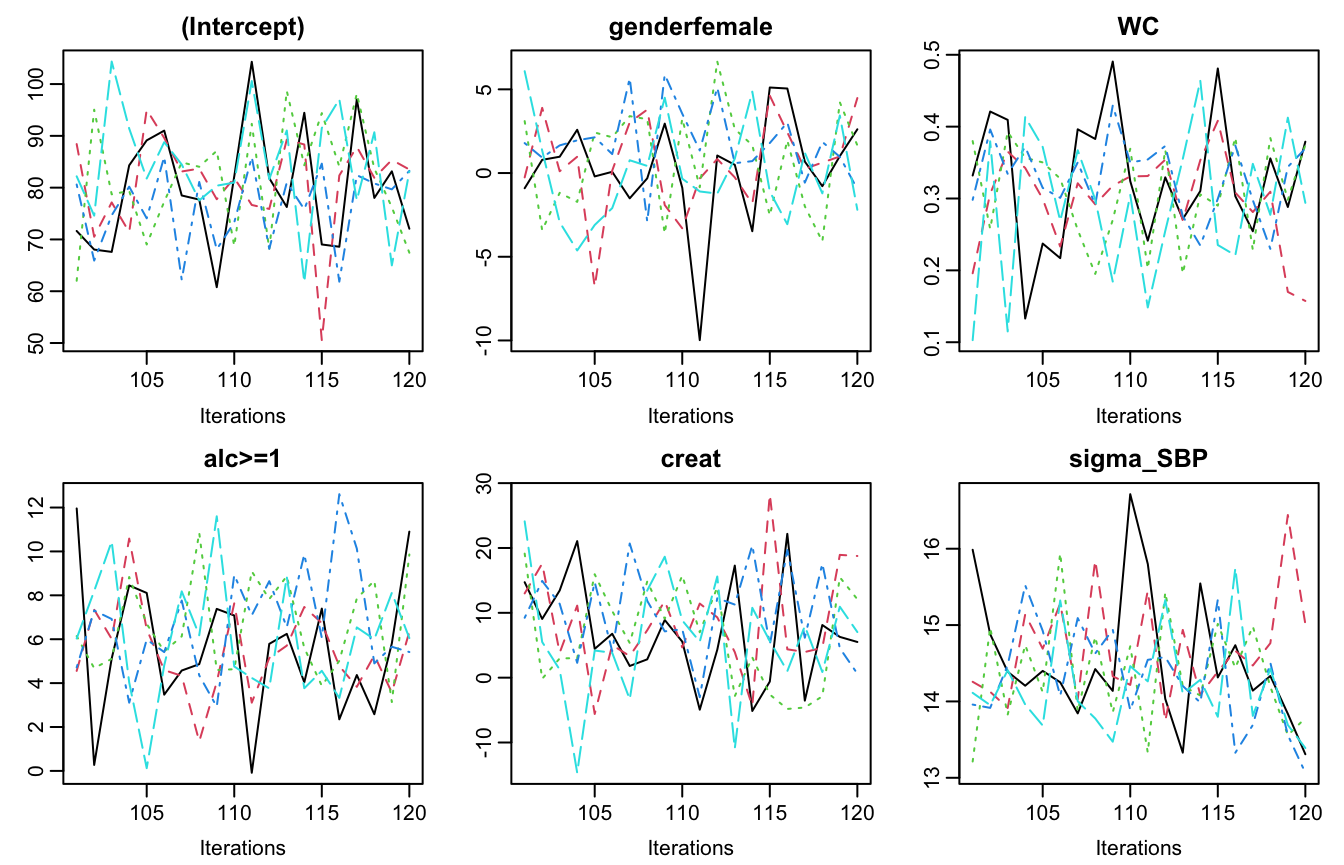 (Intercept)
100
90
80
70
60
50
105 110 115 120
Iterations
genderfemale
5
0
-5
-10
105 110 115 120
Iterations
WC
0.5
0.4
0.3
0.2
0.1
105 110 115 120
Iterations
alc>=1
12
10
8
6
4
2
0
105 110 115 120
Iterations
creat
30
20
10
0
-10
105 110 115 120
Iterations
sigma_SBP
16
15
14
13
105 110 115 120
Iterations